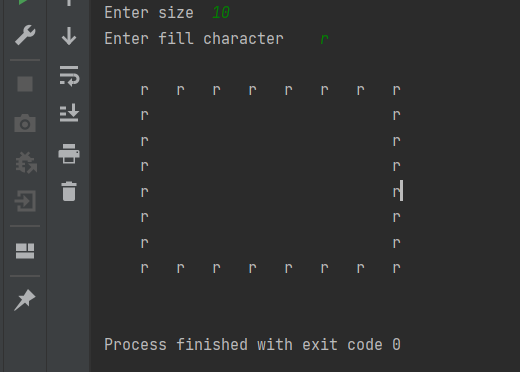 Enter size  10
Enter fill character    r
    r   r   r   r   r   r   r   r
    r                           r
    r                           r
    r                           r
    r                           r
    r                           r
    r                           r
    r   r   r   r   r   r   r   r
Process finished with exit code 0